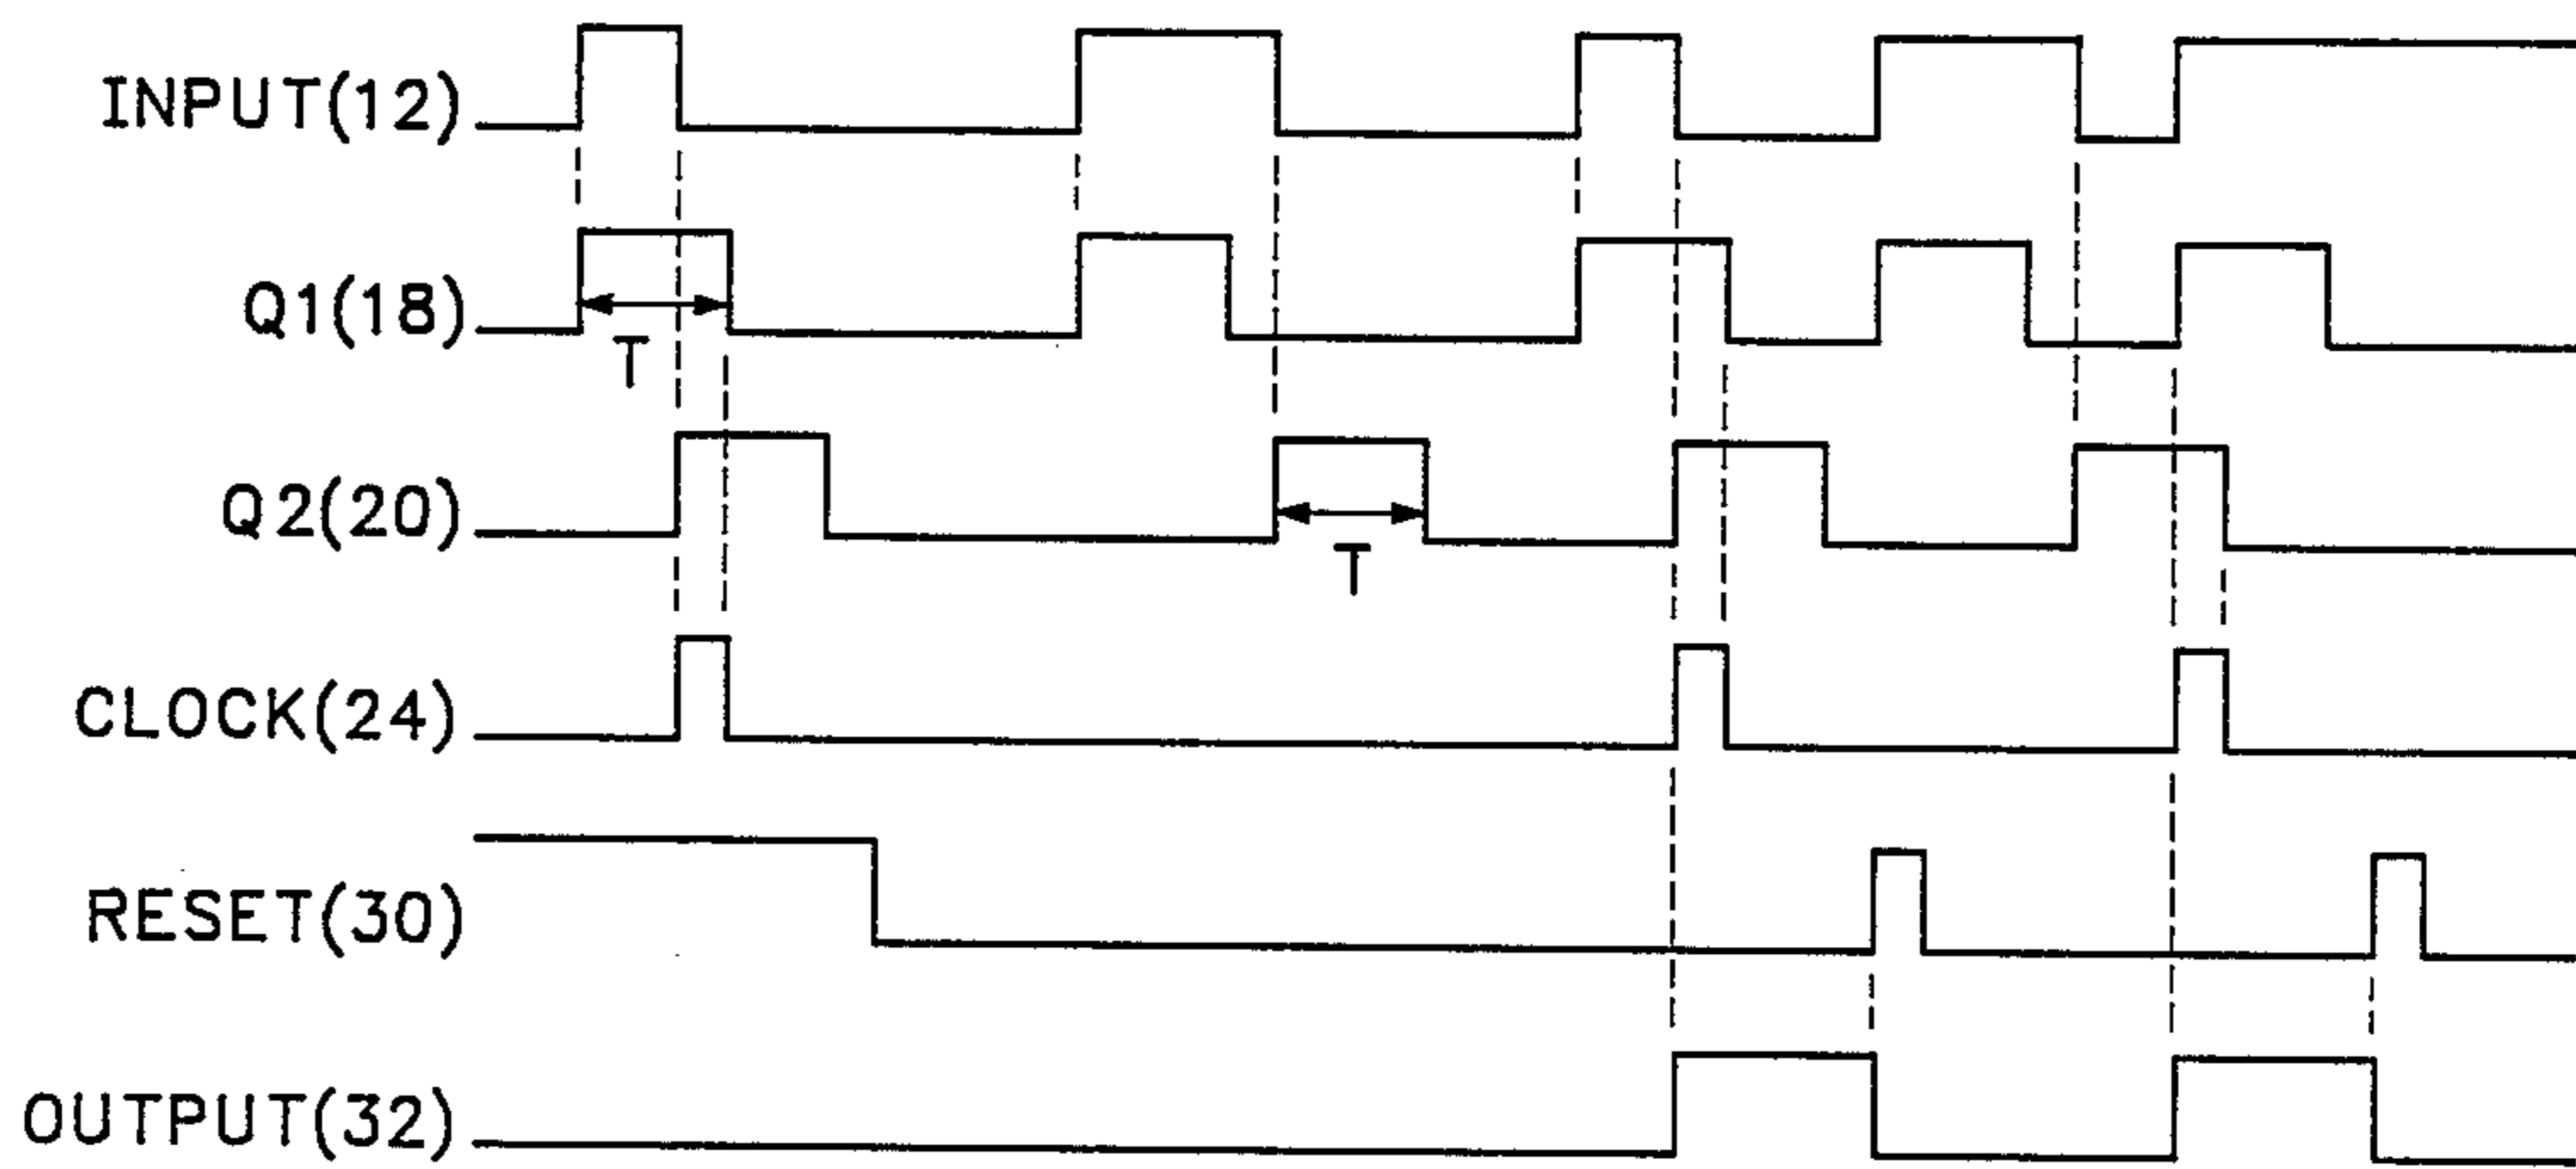 INPUT(12)
Q1(18)
T
Q2(20)
T
CLOCK(24)
RESET(30)
OUTPUT(32)